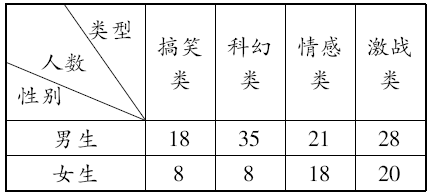 类型
人数
性别
搞笑类 科幻类 情感类 激战类
男生 18 35 21 28
女生 8 8 18 20